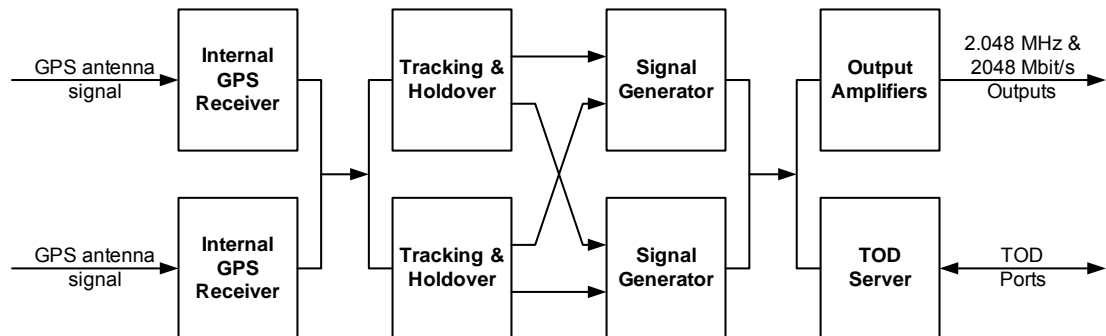 GPS antenna
signal
Internal
GPS
Receiver
Tracking &
Holdover
Signal
Generator
Output
Amplifiers
2.048 MHz &
2048 Mbit/s
Outputs
GPS antenna
signal
Internal
GPS
Receiver
Tracking &
Holdover
Signal
Generator
TOD
Server
TOD
Ports